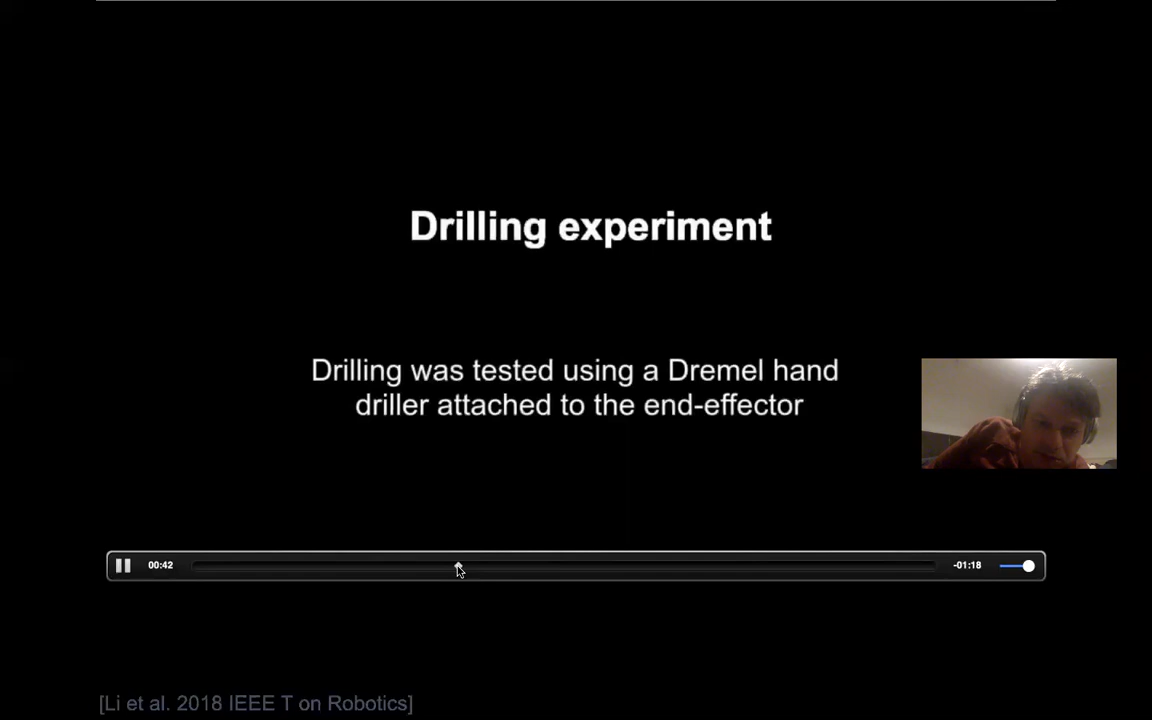 Drilling experiment
Drilling was tested using a Dremel hand
driller attached to the end-effector
00:42
-01:18
[Li et al. 2018 IEEE T on Robotics]